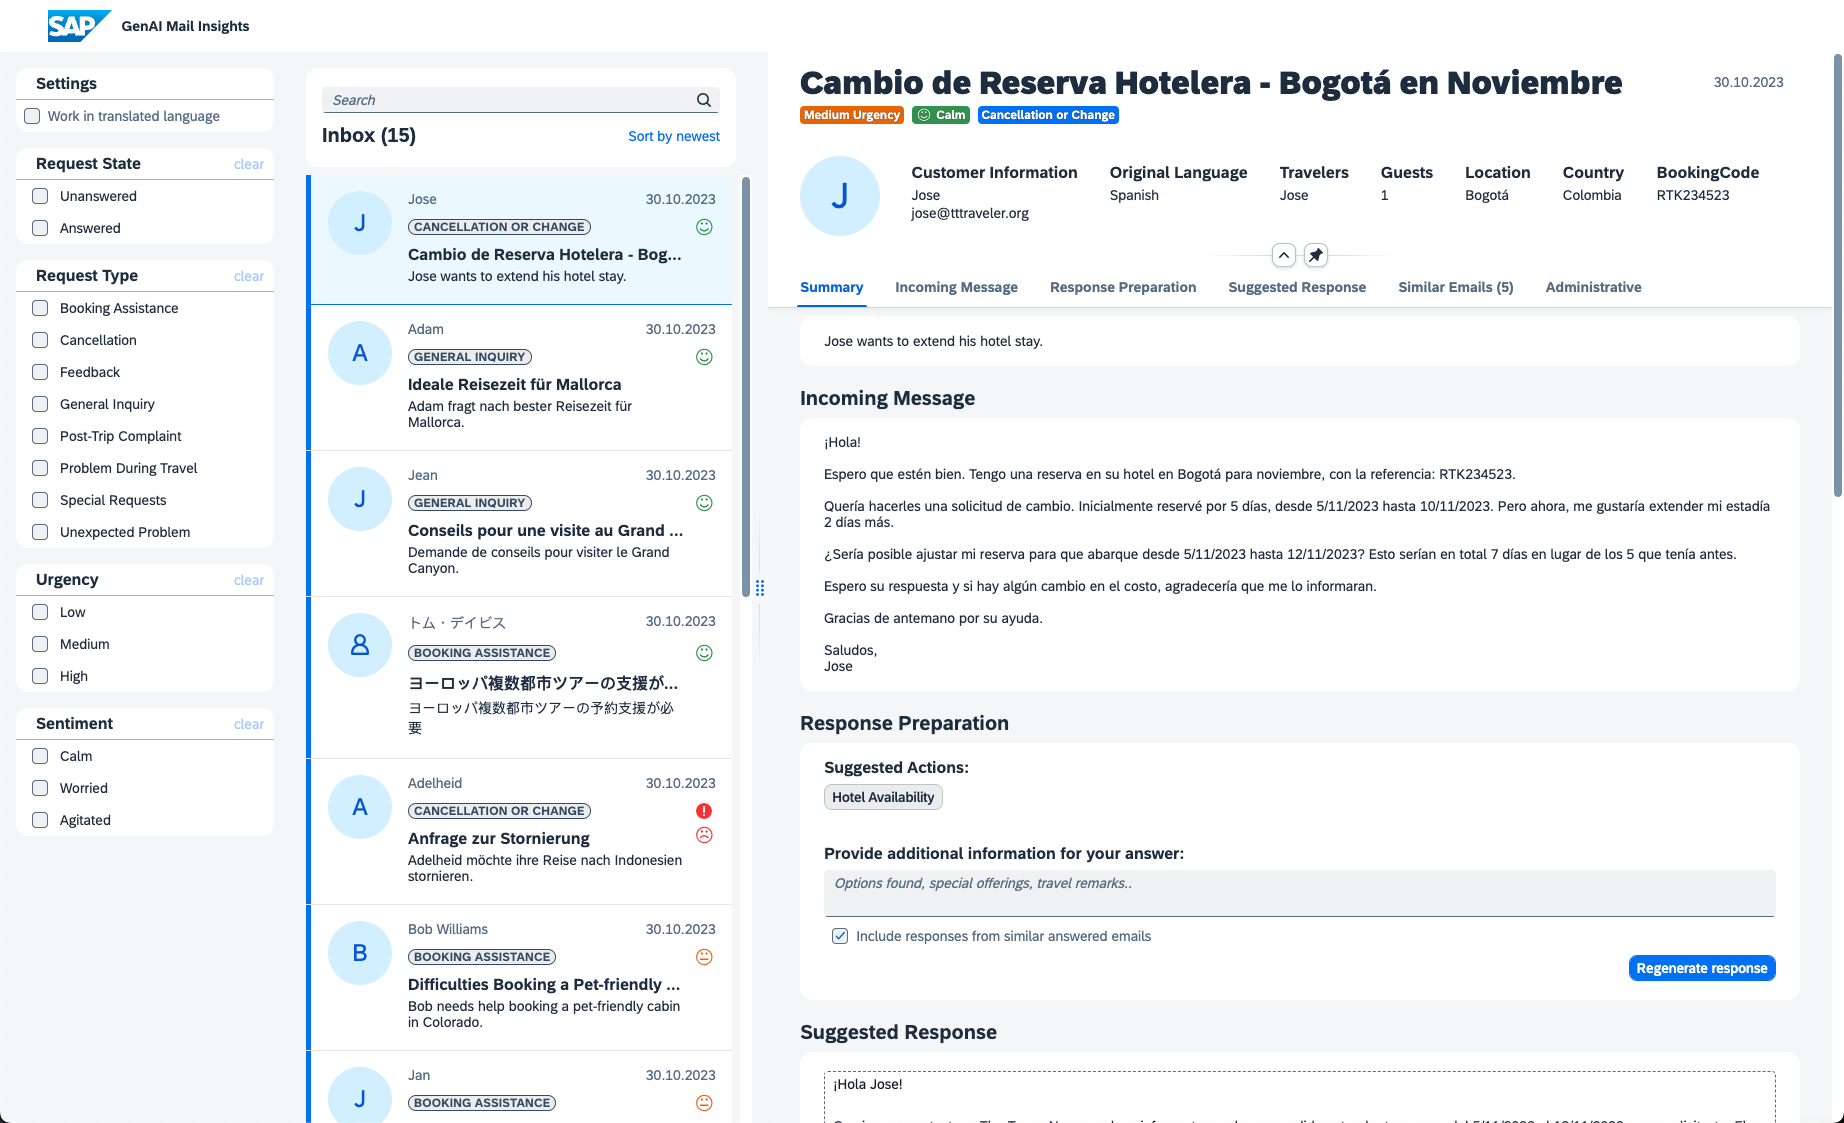 SAP GenAI Mail Insights
Settings
Work in translated language
Request State clear
Unanswered
Answered
Request Type clear
Booking Assistance
Cancellation
Feedback
General Inquiry
Post-Trip Complaint
Problem During Travel
Special Requests
Unexpected Problem
Urgency clear
Low
Medium
High
Sentiment clear
Calm
Worried
Agitated
Search
Inbox (15) Sort by newest
J
Jose 30.10.2023
CANCELLATION OR CHANGE
Cambio de Reserva Hotelera - Bog...
Jose wants to extend his hotel stay.
A
Adam 30.10.2023
GENERAL INQUIRY
Ideale Reisezeit für Mallorca
Adam fragt nach bester Reisezeit für
Mallorca.
J
Jean 30.10.2023
GENERAL INQUIRY
Conseils pour une visite au Grand ...
Demande de conseils pour visiter le Grand
Canyon.
トム・デイビス 30.10.2023
BOOKING ASSISTANCE
ヨーロッパ複数都市ツアーの支援が...
ヨーロッパ複数都市ツアーの予約支援が必
要
A
Adelheid 30.10.2023
CANCELLATION OR CHANGE
Anfrage zur Stornierung
Adelheid möchte ihre Reise nach Indonesien
stornieren.
B
Bob Williams 30.10.2023
BOOKING ASSISTANCE
Difficulties Booking a Pet-friendly ...
Bob needs help booking a pet-friendly cabin
in Colorado.
J
Jan 30.10.2023
BOOKING ASSISTANCE
Cambio de Reserva Hotelera - Bogotá en Noviembre 30.10.2023
Medium Urgency Calm Cancellation or Change
J
Customer Information Original Language Travelers Guests Location Country BookingCode
Jose Spanish Jose 1 Bogotá Colombia RTK234523
jose@tttraveler.org
Summary Incoming Message Response Preparation Suggested Response Similar Emails (5) Administrative
Jose wants to extend his hotel stay.
Incoming Message
¡Hola!
Espero que estén bien. Tengo una reserva en su hotel en Bogotá para noviembre, con la referencia: RTK234523.
Quería hacerles una solicitud de cambio. Inicialmente reservé por 5 días, desde 5/11/2023 hasta 10/11/2023. Pero ahora, me gustaría extender mi estadía
2 días más.
¿Sería posible ajustar mi reserva para que abarque desde 5/11/2023 hasta 12/11/2023? Esto serían en total 7 días en lugar de los 5 que tenía antes.
Espero su respuesta y si hay algún cambio en el costo, agradecería que me lo informaran.
Gracias de antemano por su ayuda.
Saludos,
Jose
Response Preparation
Suggested Actions:
Hotel Availability
Provide additional information for your answer:
Options found, special offerings, travel remarks..
Include responses from similar answered emails
Regenerate response
Suggested Response
¡Hola Jose!